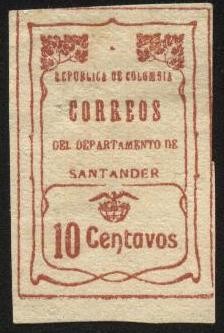 REPUBLICA DE COLOMBIA
CORREOS
DEL DEPARTAMENTO DE
SANTANDER
10 Centavos